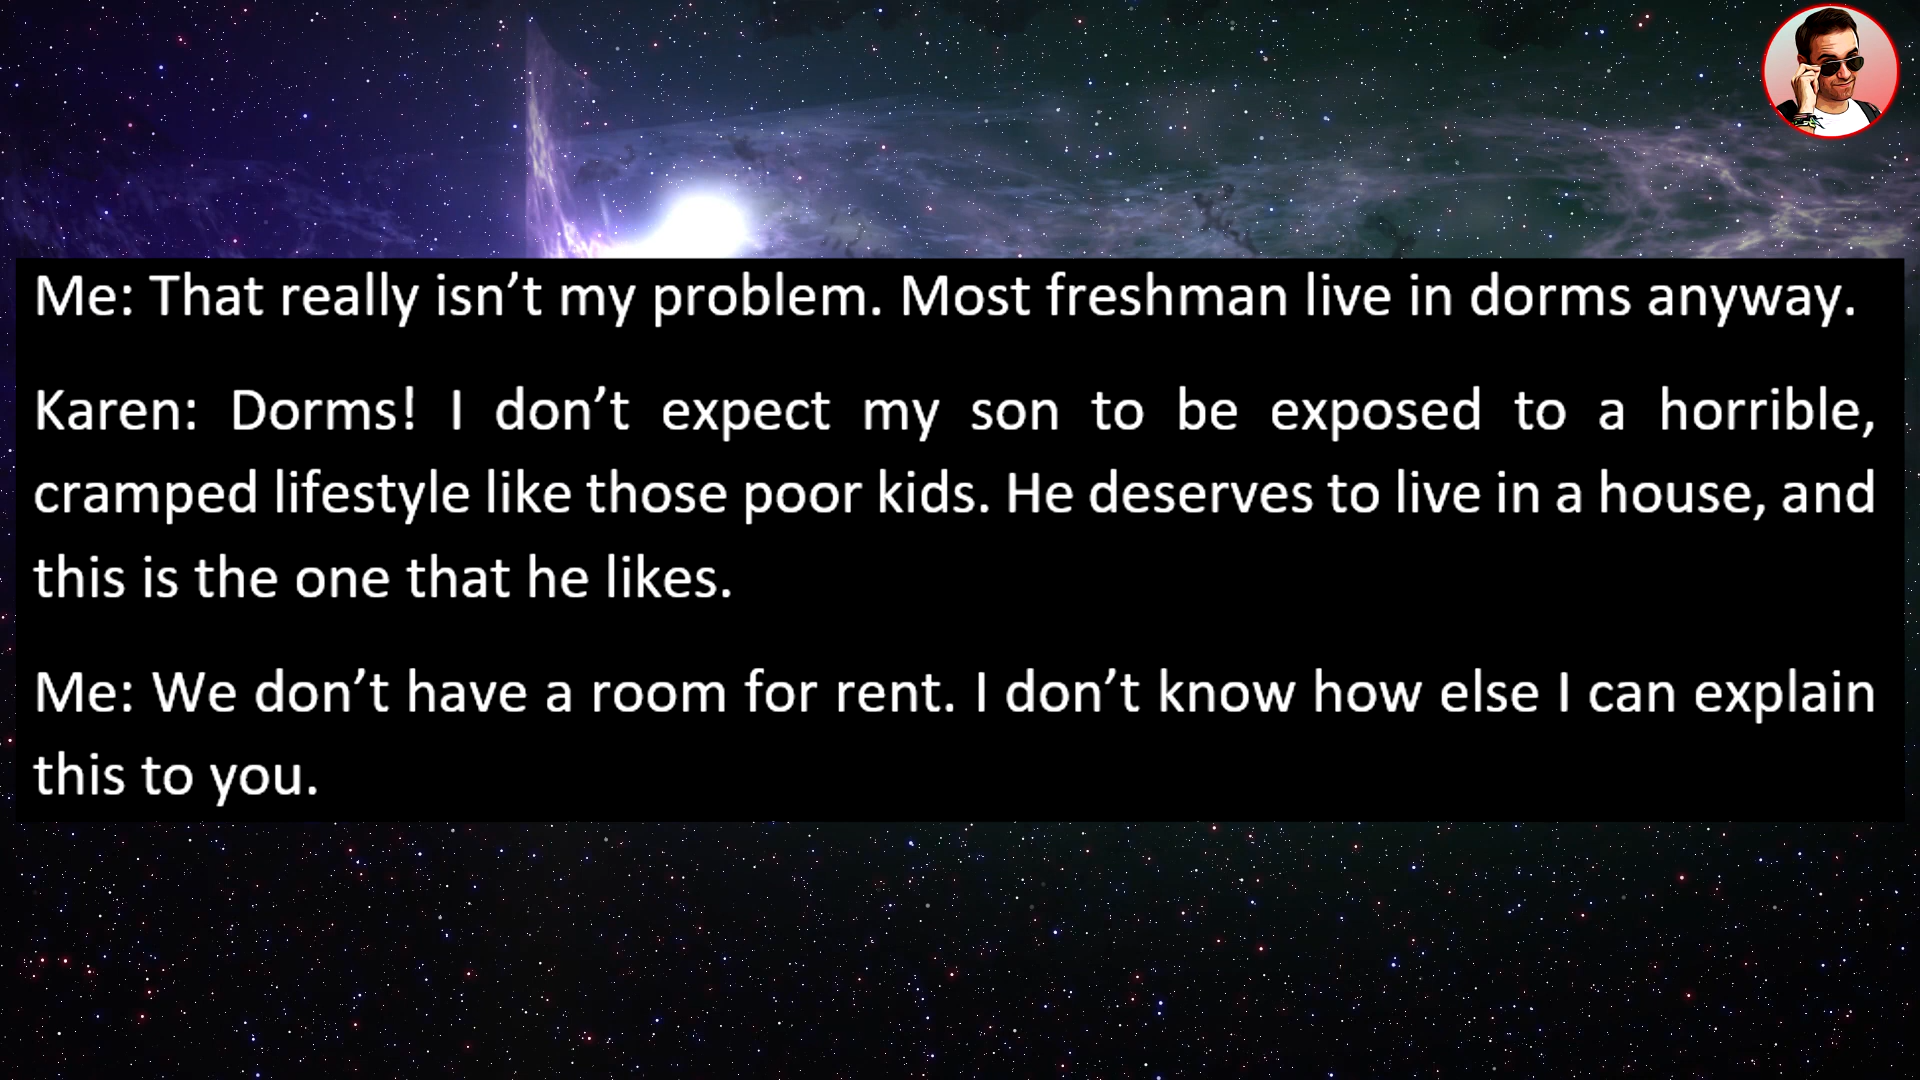 Me: That really isn’t my problem. Most freshman live in dorms anyway.
Karen: Dorms! I don’t expect my son to be exposed to a horrible,
cramped lifestyle like those poor kids. He deserves to live in a house, and
this is the one that he likes.
Me: We don’t have a room for rent. I don’t know how else I can explain
this to you.